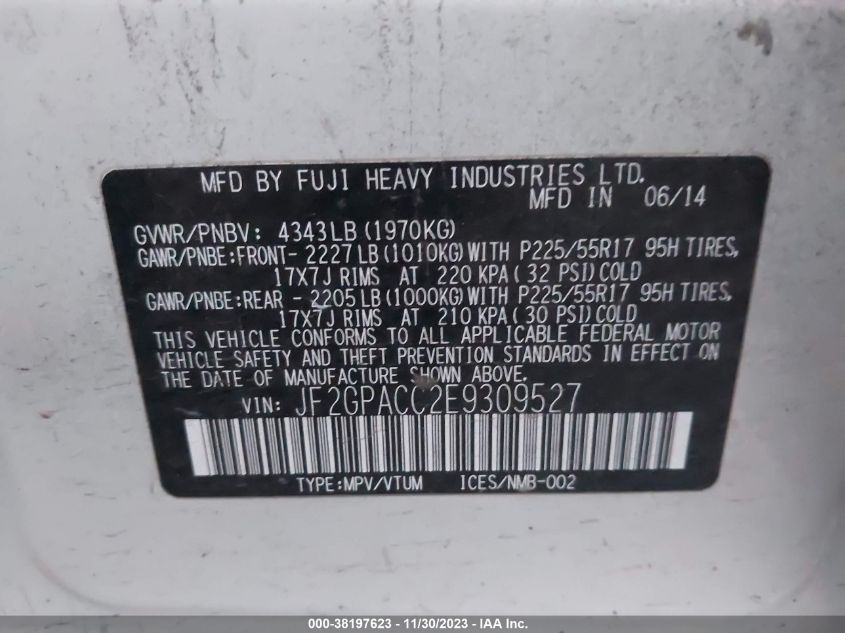 MFD BY FUJI HEAVY INDUSTRIES LTD.
MFD IN 06/14
GVWR/PNBV: 4343LB(1970KG)
GAWR/PNBE:FRONT- 2227LB(1010KG)WITH P225/55R17 95H TIRES,
17X7J RIMS AT 220 KPA(32 PSI)COLD
GAWR/PNBE:REAR - 2205LB(1000KG)WITH P225/55R17 95H TIRES,
17X7J RIMS AT 210 KPA(30 PSI)COLD
THIS VEHICLE CONFORMS TO ALL APPLICABLE FEDERAL MOTOR
VEHICLE SAFETY AND THEFT PREVENTION STANDARDS IN EFFECT ON
THE DATE OF MANUFACTURE SHOWN ABOVE.
VIN: JF2GPACC2E9309527
TYPE:MPV/VTUM ICES/NMB-002
000-38197623 - 11/30/2023 - IAA Inc.